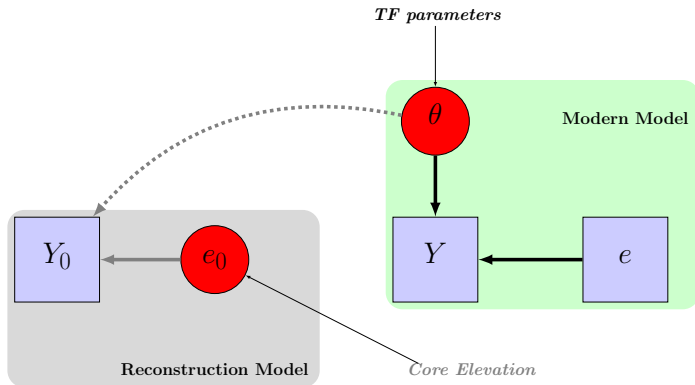 TF parameters
θ
Modern Model
Y₀
e₀
Y
e
Reconstruction Model
Core Elevation